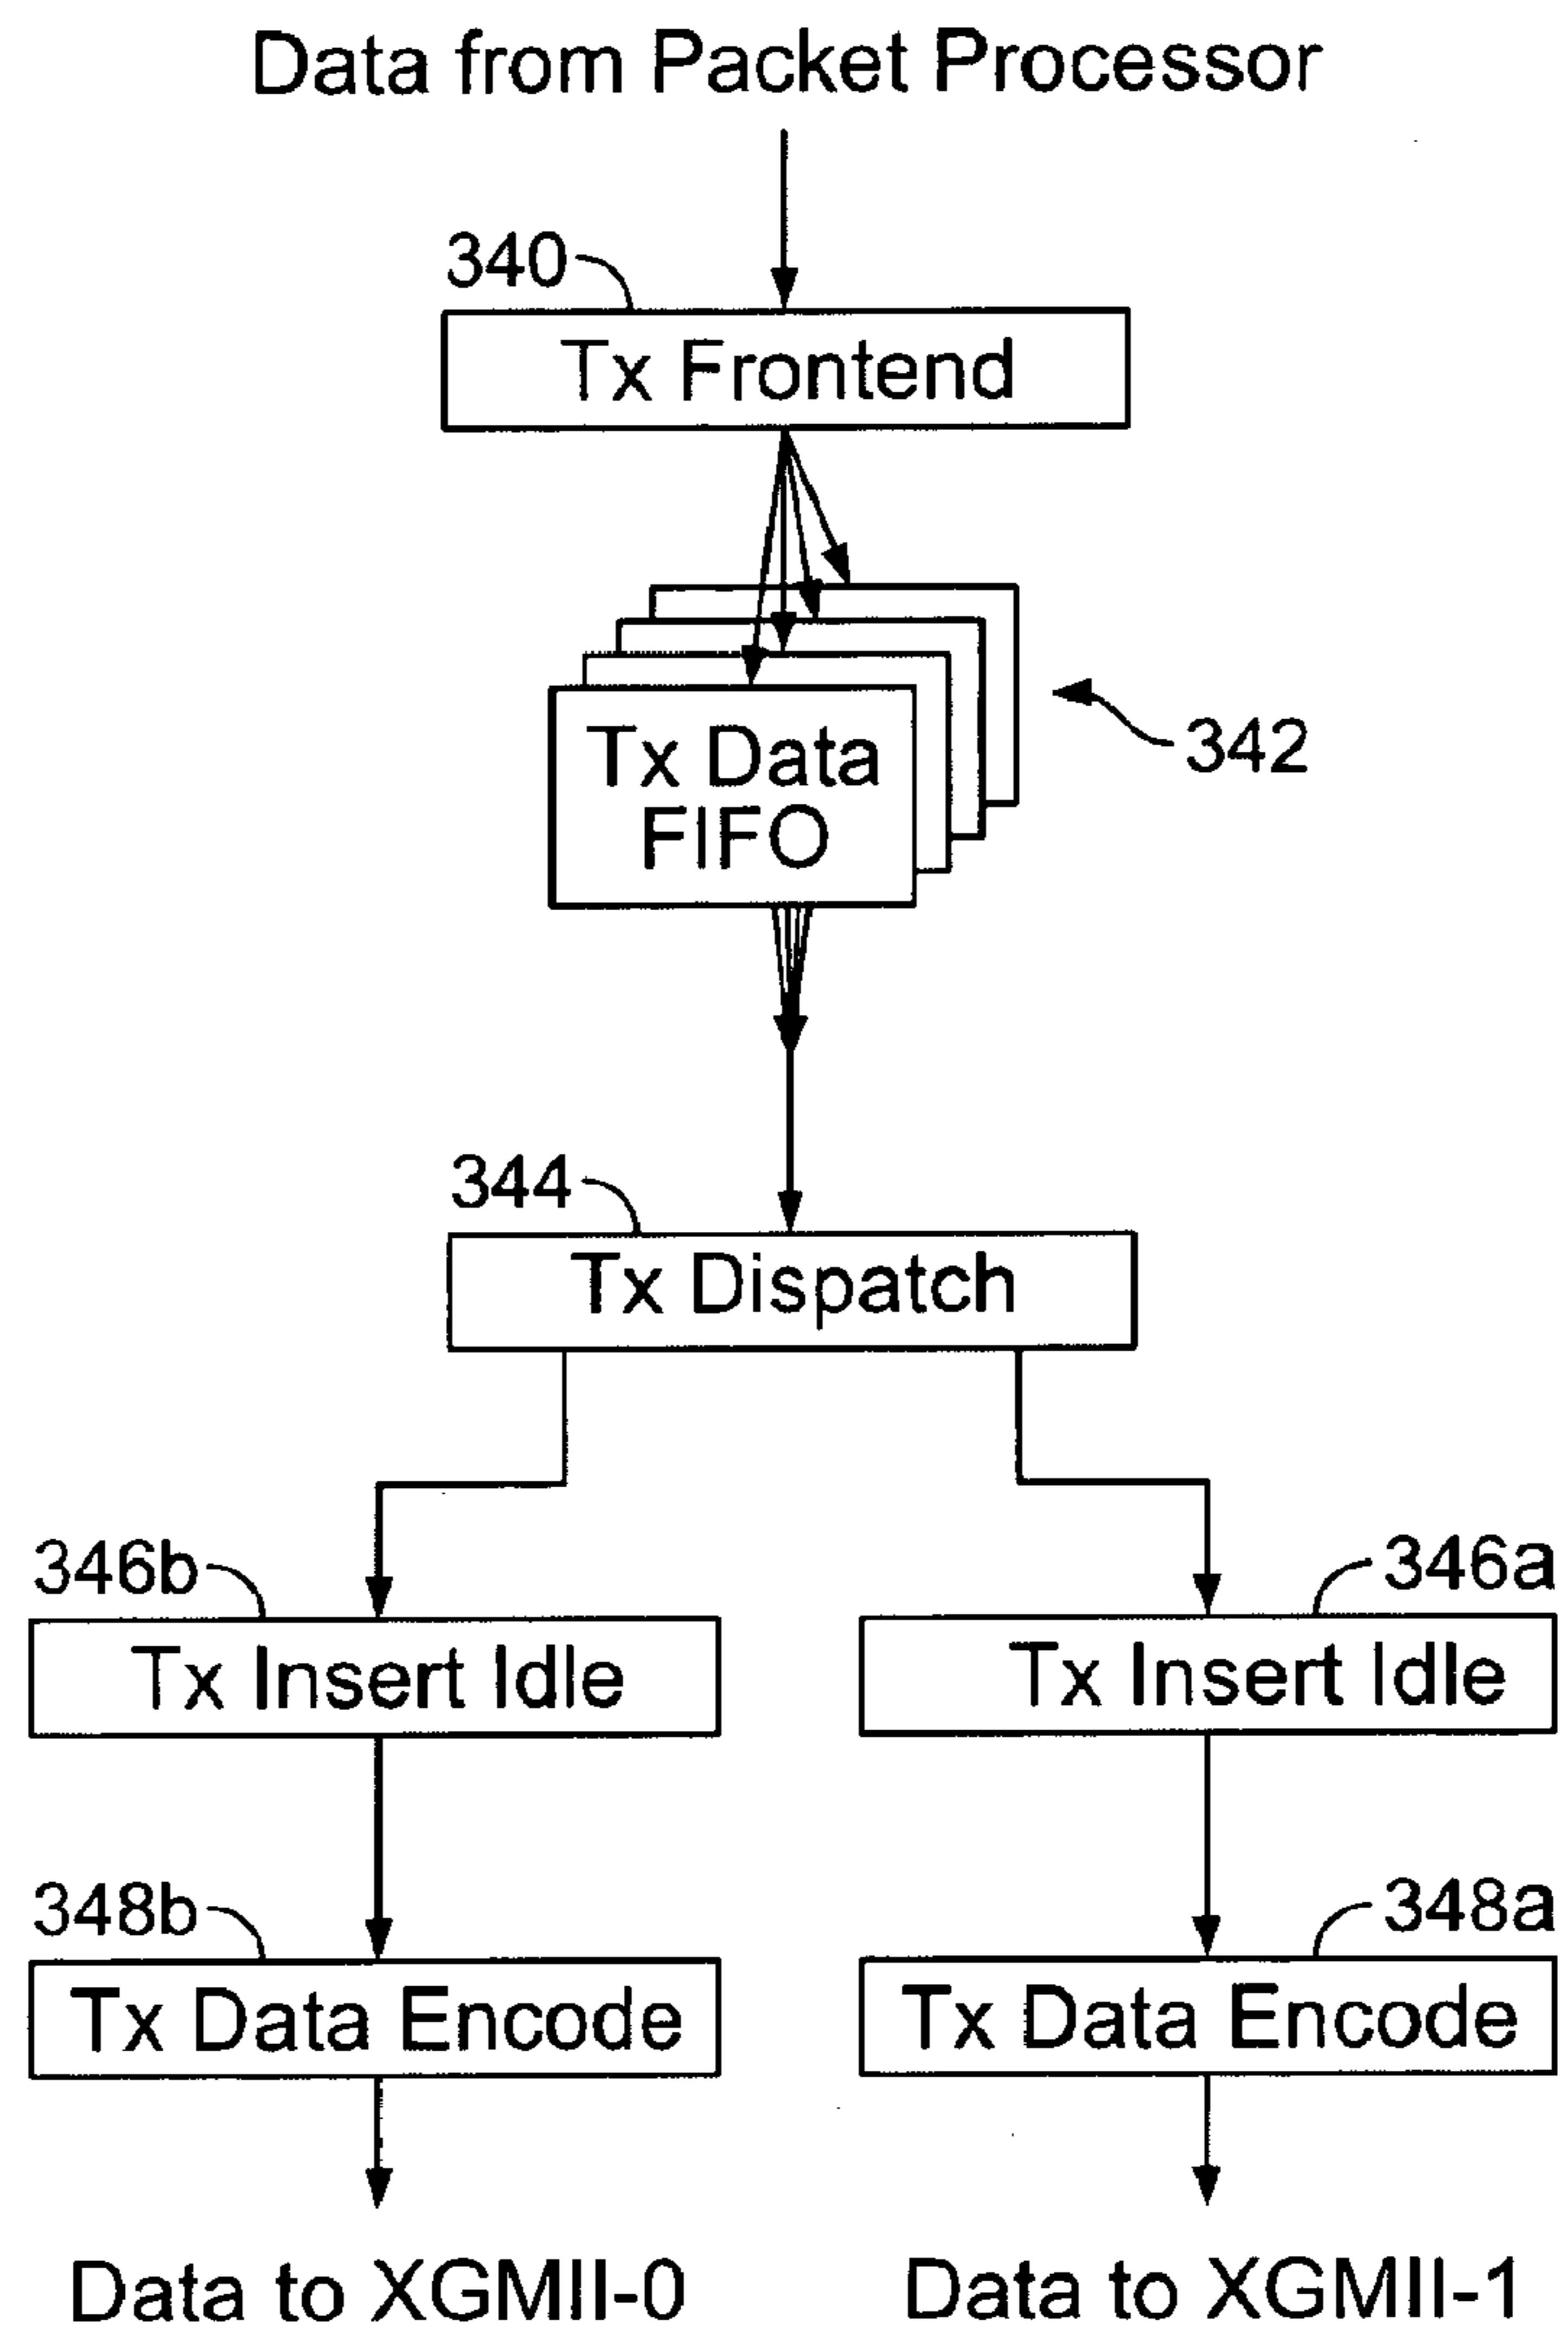 Data from Packet Processor
340
Tx Frontend
Tx Data
FIFO
342
344
Tx Dispatch
346b
346a
Tx Insert Idle
Tx Insert Idle
348b
348a
Tx Data Encode
Tx Data Encode
Data to XGMII-0
Data to XGMII-1